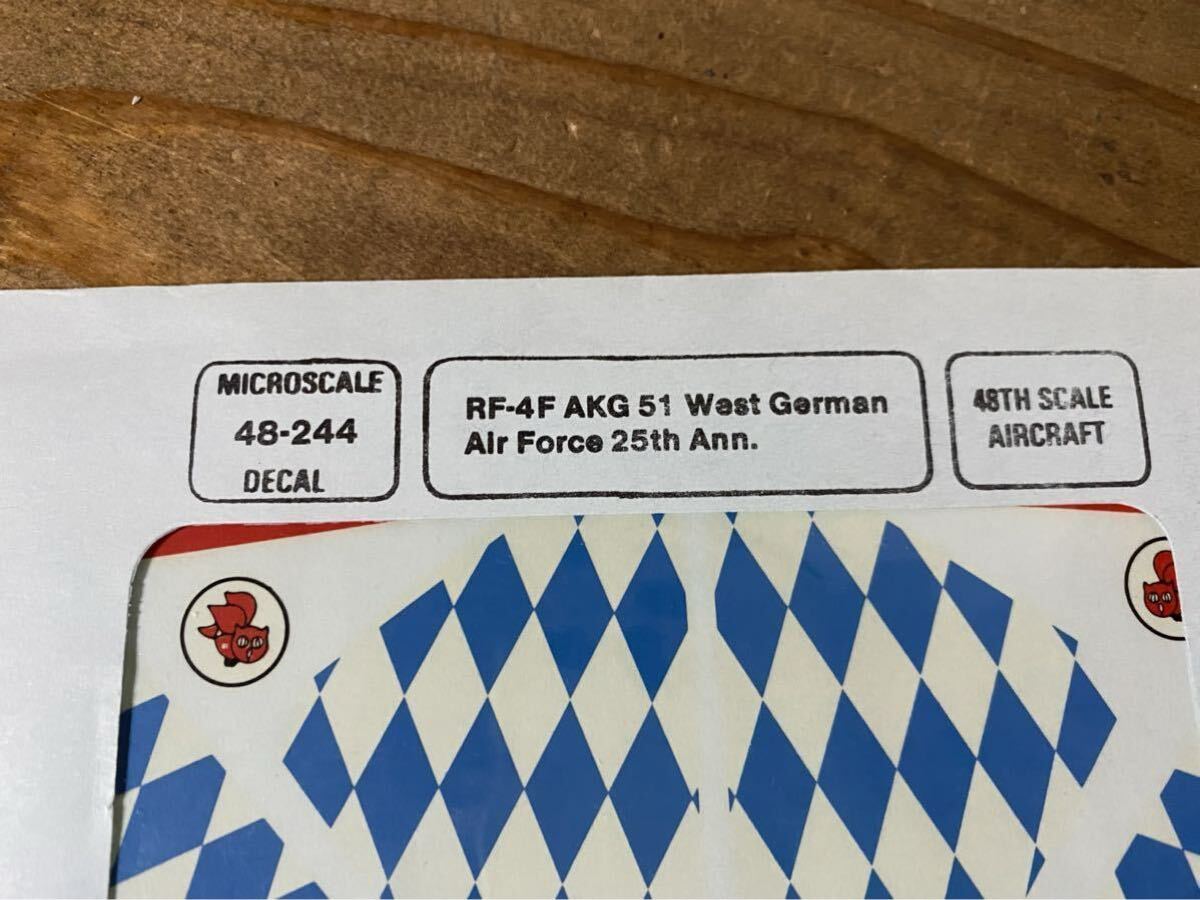 MICROSCALE
48-244
DECAL
RF-4F AKG 51 West German
Air Force 25th Ann.
48TH SCALE
AIRCRAFT